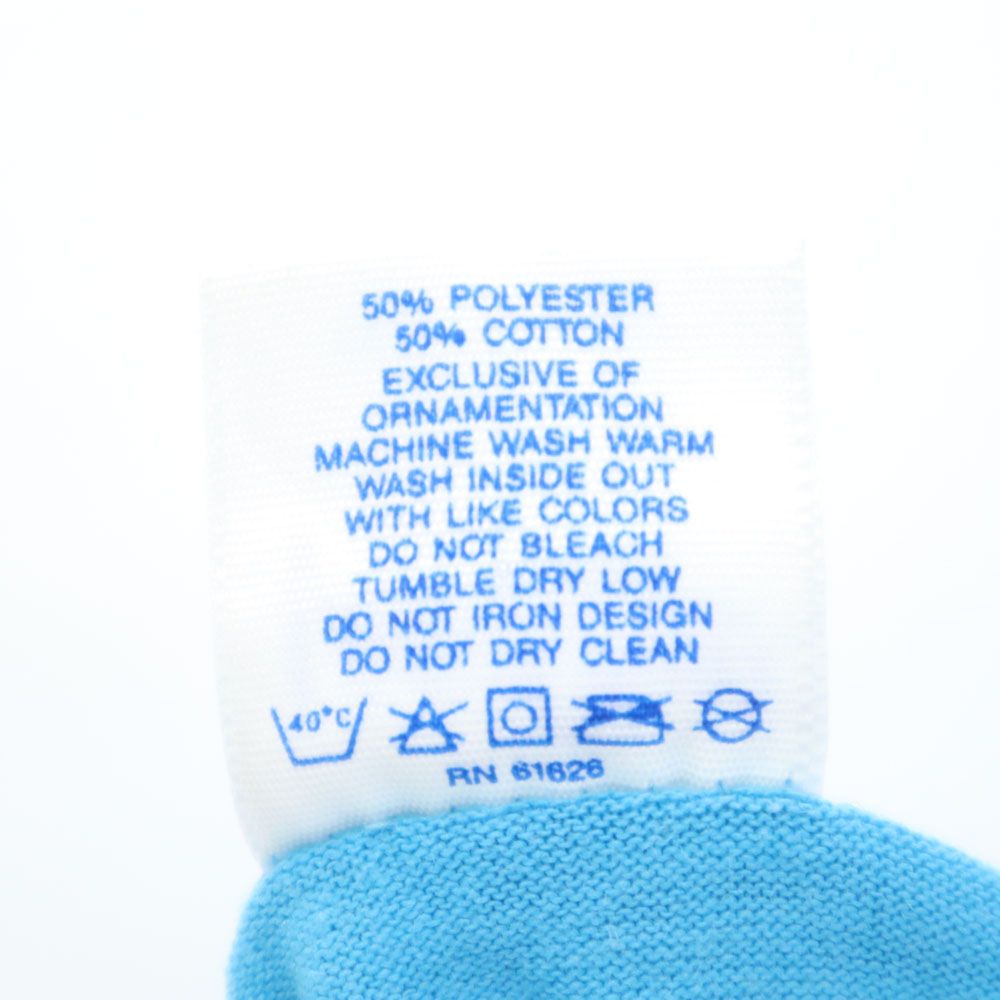 50% POLYESTER
50% COTTON
EXCLUSIVE OF
ORNAMENTATION
MACHINE WASH WARM
WASH INSIDE OUT
WITH LIKE COLORS
DO NOT BLEACH
TUMBLE DRY LOW
DO NOT IRON DESIGN
DO NOT DRY CLEAN
40°C
RN 61626